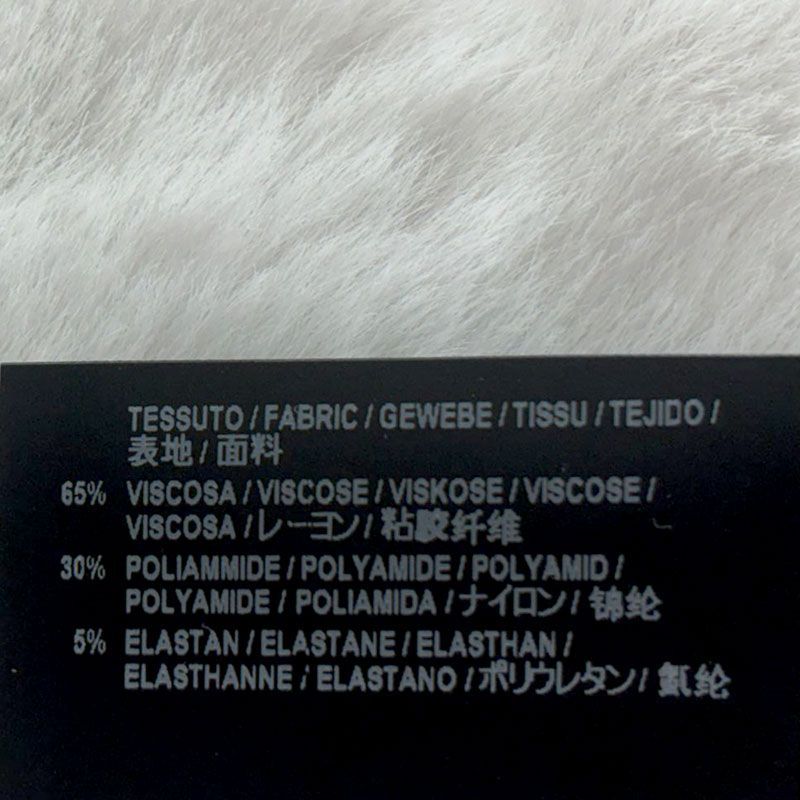 TESSUTO / FABRIC / GEWEBE / TISSU / TEJIDO /
表地 / 面料
65% VISCOSA / VISCOSE / VISKOSE / VISCOSE /
VISCOSA / レーヨン / 粘胶纤维
30% POLIAMMIDE / POLYAMIDE / POLYAMID /
POLYAMIDE / POLIAMIDA / ナイロン / 锦纶
5% ELASTAN / ELASTANE / ELASTHAN /
ELASTHANNE / ELASTANO / ポリウレタン / 氨纶